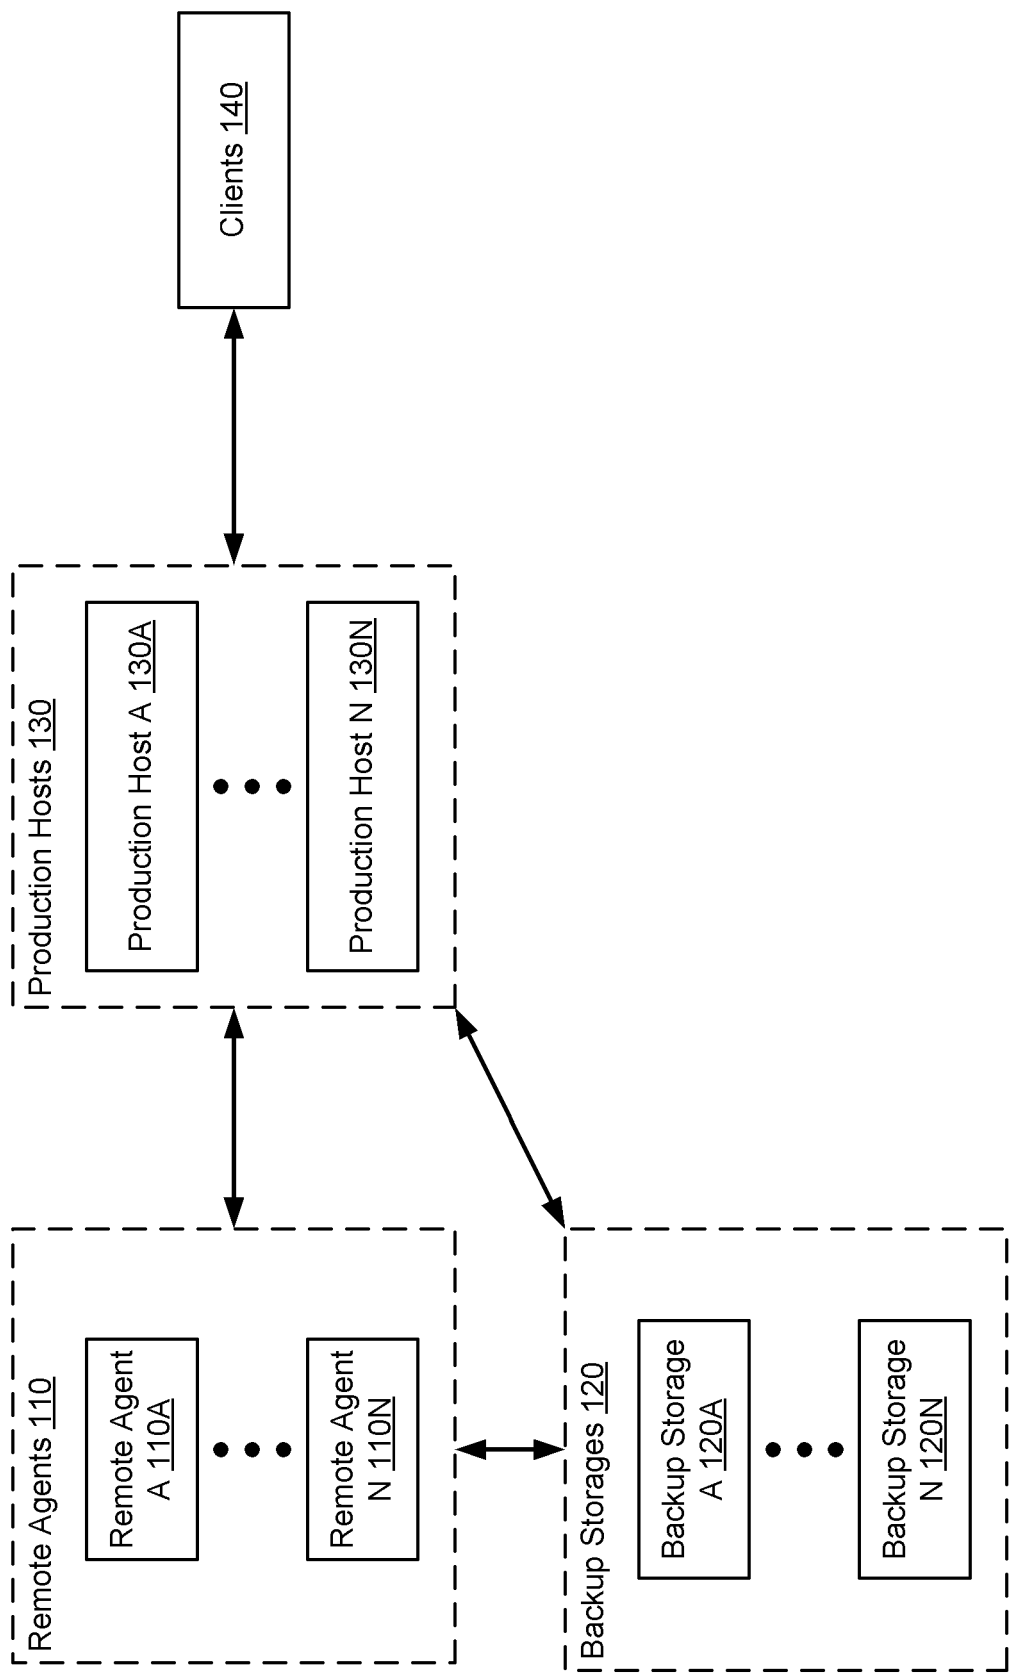 Remote Agents 110
Remote Agent
A 110A
Remote Agent
N 110N
Production Hosts 130
Production Host A 130A
Production Host N 130N
Clients 140
Backup Storages 120
Backup Storage
A 120A
Backup Storage
N 120N